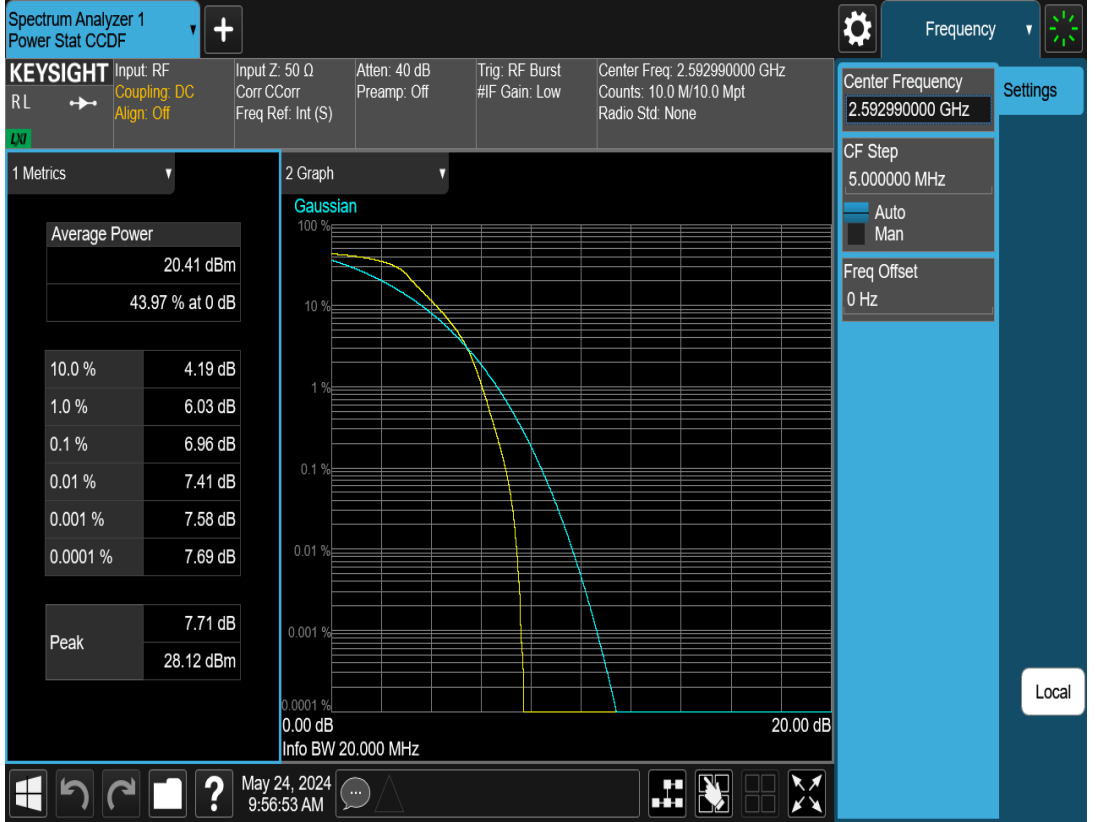 Spectrum Analyzer 1
Power Stat CCDF
+
Frequency
KEYSIGHT
RL
LXI
Input: RF
Coupling: DC
Align: Off
Input Z: 50 Ω
Corr CCorr
Freq Ref: Int (S)
Atten: 40 dB
Preamp: Off
Trig: RF Burst
#IF Gain: Low
Center Freq: 2.592990000 GHz
Counts: 10.0 M/10.0 Mpt
Radio Std: None
Center Frequency
2.592990000 GHz
Settings
CF Step
5.000000 MHz
Auto
Man
Freq Offset
0 Hz
1 Metrics
Average Power
20.41 dBm
43.97 % at 0 dB
10.0 % 4.19 dB
1.0 % 6.03 dB
0.1 % 6.96 dB
0.01 % 7.41 dB
0.001 % 7.58 dB
0.0001 % 7.69 dB
Peak
7.71 dB
28.12 dBm
2 Graph
Gaussian
100 %
10 %
1 %
0.1 %
0.01 %
0.001 %
0.0001 %
0.00 dB 20.00 dB
Info BW 20.000 MHz
Local
?
May 24, 2024
9:56:53 AM